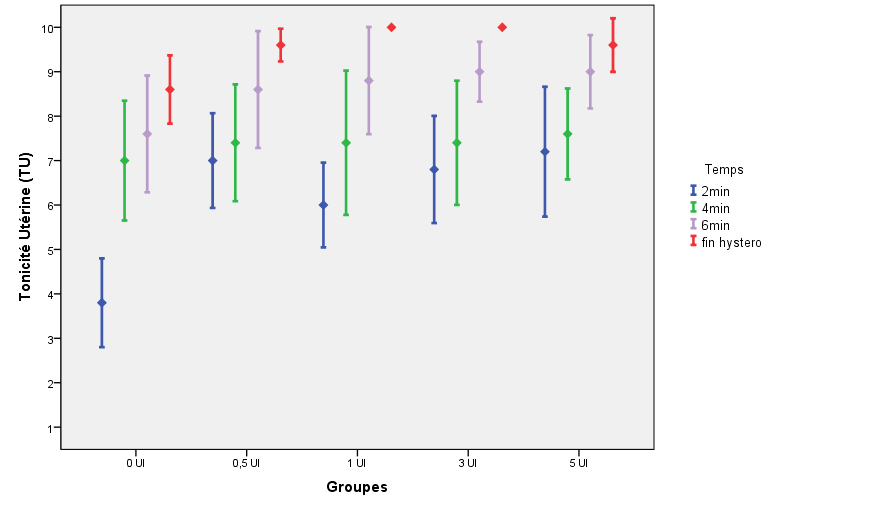 Tonicité Utérine (TU)
10
9
8
7
6
5
4
3
2
1
0 UI
0,5 UI
1 UI
3 UI
5 UI
Groupes
Temps
2min
4min
6min
fin hystero